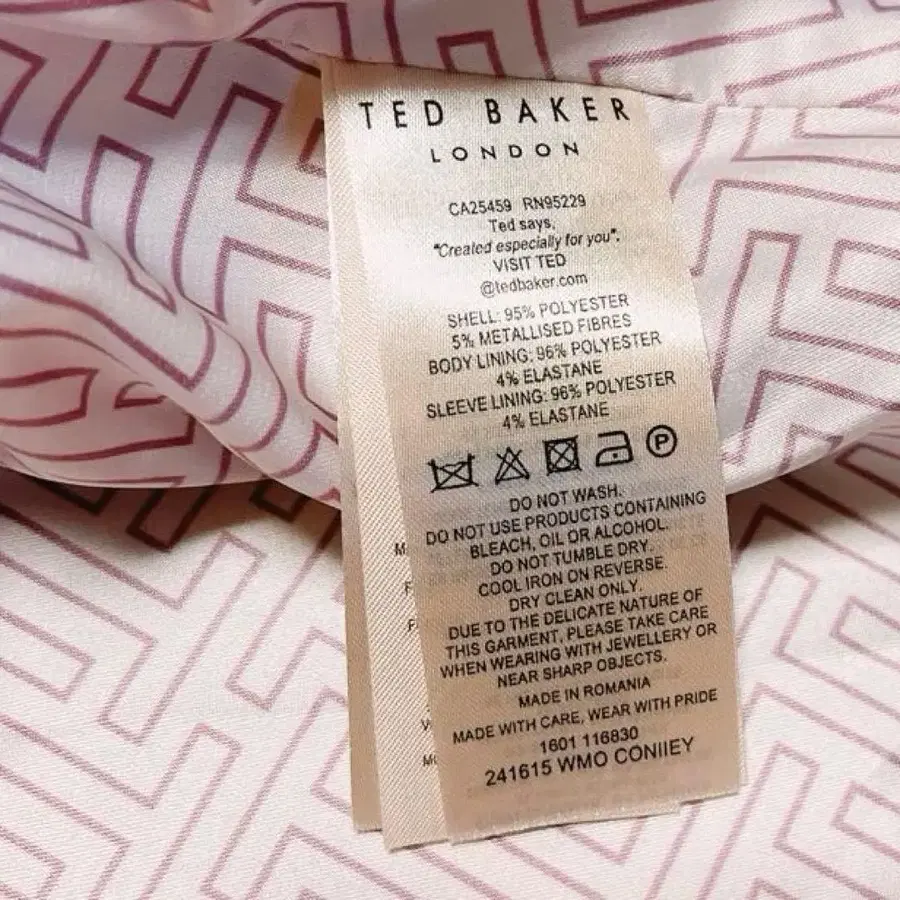 TED BAKER
LONDON
CA25459 RN95229
Ted says,
"Created especially for you".
VISIT TED
@tedbaker.com
SHELL: 95% POLYESTER
5% METALLISED FIBRES
BODY LINING: 96% POLYESTER
4% ELASTANE
SLEEVE LINING: 96% POLYESTER
4% ELASTANE
P
DO NOT WASH.
DO NOT USE PRODUCTS CONTAINING
BLEACH, OIL OR ALCOHOL.
DO NOT TUMBLE DRY.
COOL IRON ON REVERSE.
DRY CLEAN ONLY.
DUE TO THE DELICATE NATURE OF
THIS GARMENT, PLEASE TAKE CARE
WHEN WEARING WITH JEWELLERY OR
NEAR SHARP OBJECTS.
MADE IN ROMANIA
MADE WITH CARE, WEAR WITH PRIDE
1601 116830
241615 WMO CONIIEY